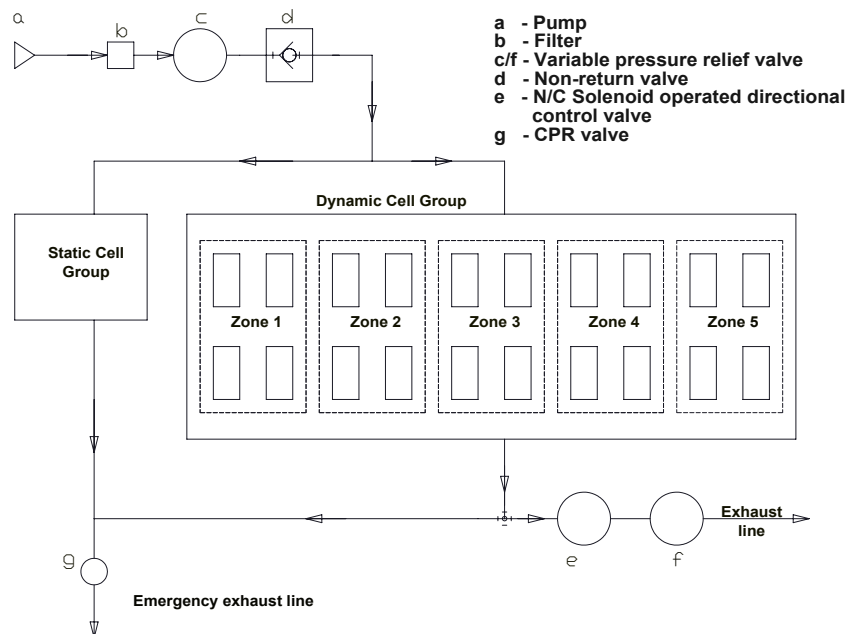 a
b
c
d
a - Pump
b - Filter
c/f - Variable pressure relief valve
d - Non-return valve
e - N/C Solenoid operated directional
control valve
g - CPR valve
Dynamic Cell Group
Static Cell
Group
Zone 1
Zone 2
Zone 3
Zone 4
Zone 5
Exhaust
line
e
f
g
Emergency exhaust line